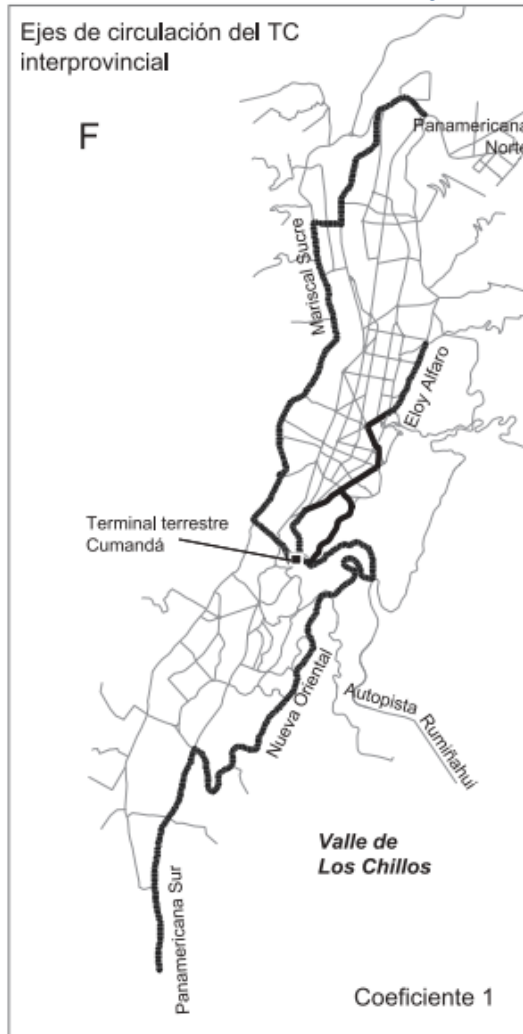 Ejes de circulación del TC
interprovincial
F
Panamericana
Norte
Mariscal Sucre
Eloy Alfaro
Terminal terrestre
Cumandá
Nueva Oriental
Autopista Rumiñahuí
Valle de
Los Chillos
Panamericana Sur
Coeficiente 1